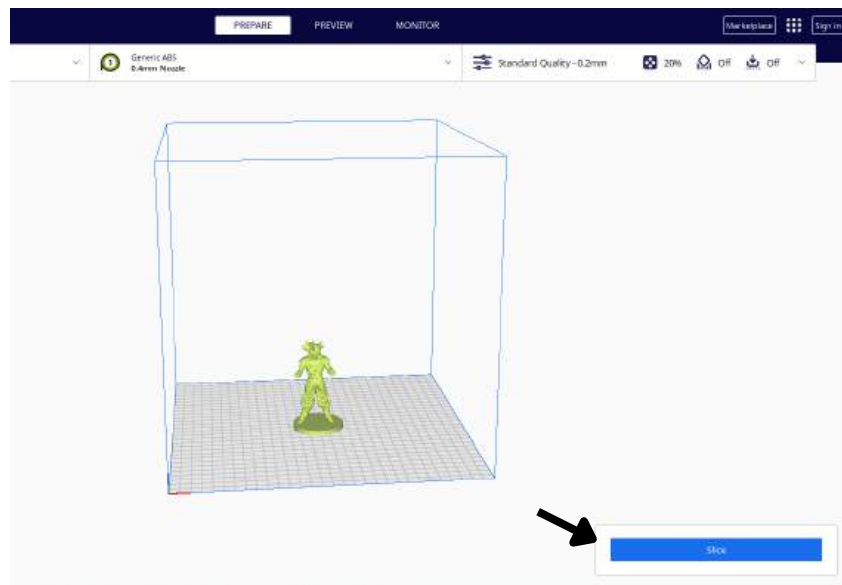 PREPARE PREVIEW MONITOR Marketplace Sign in
1 Generic ABS
0.4mm Nozzle
Standard Quality - 0.2mm 20% Off Off
Slice